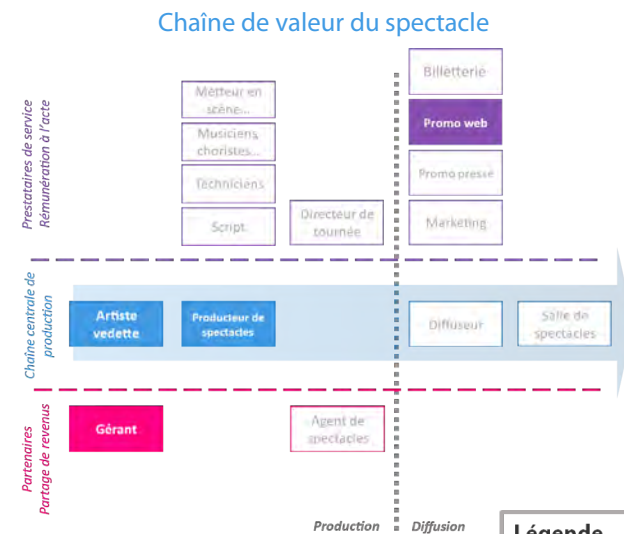 Chaîne de valeur du spectacle
Prestataires de service
Rémunération à l'acte
Metteur en
scène...
Musiciens
choristes...
Techniciens
Script
Directeur de
tournée
Billetterie
Promo web
Promo presse
Marketing
Chaîne centrale de
production
Artiste
vedette
Producteur de
spectacles
Diffuseur
Salle de
spectacles
Partenaires
Partage de revenus
Gérant
Agent de
spectacles
Production
Diffusion
Légende